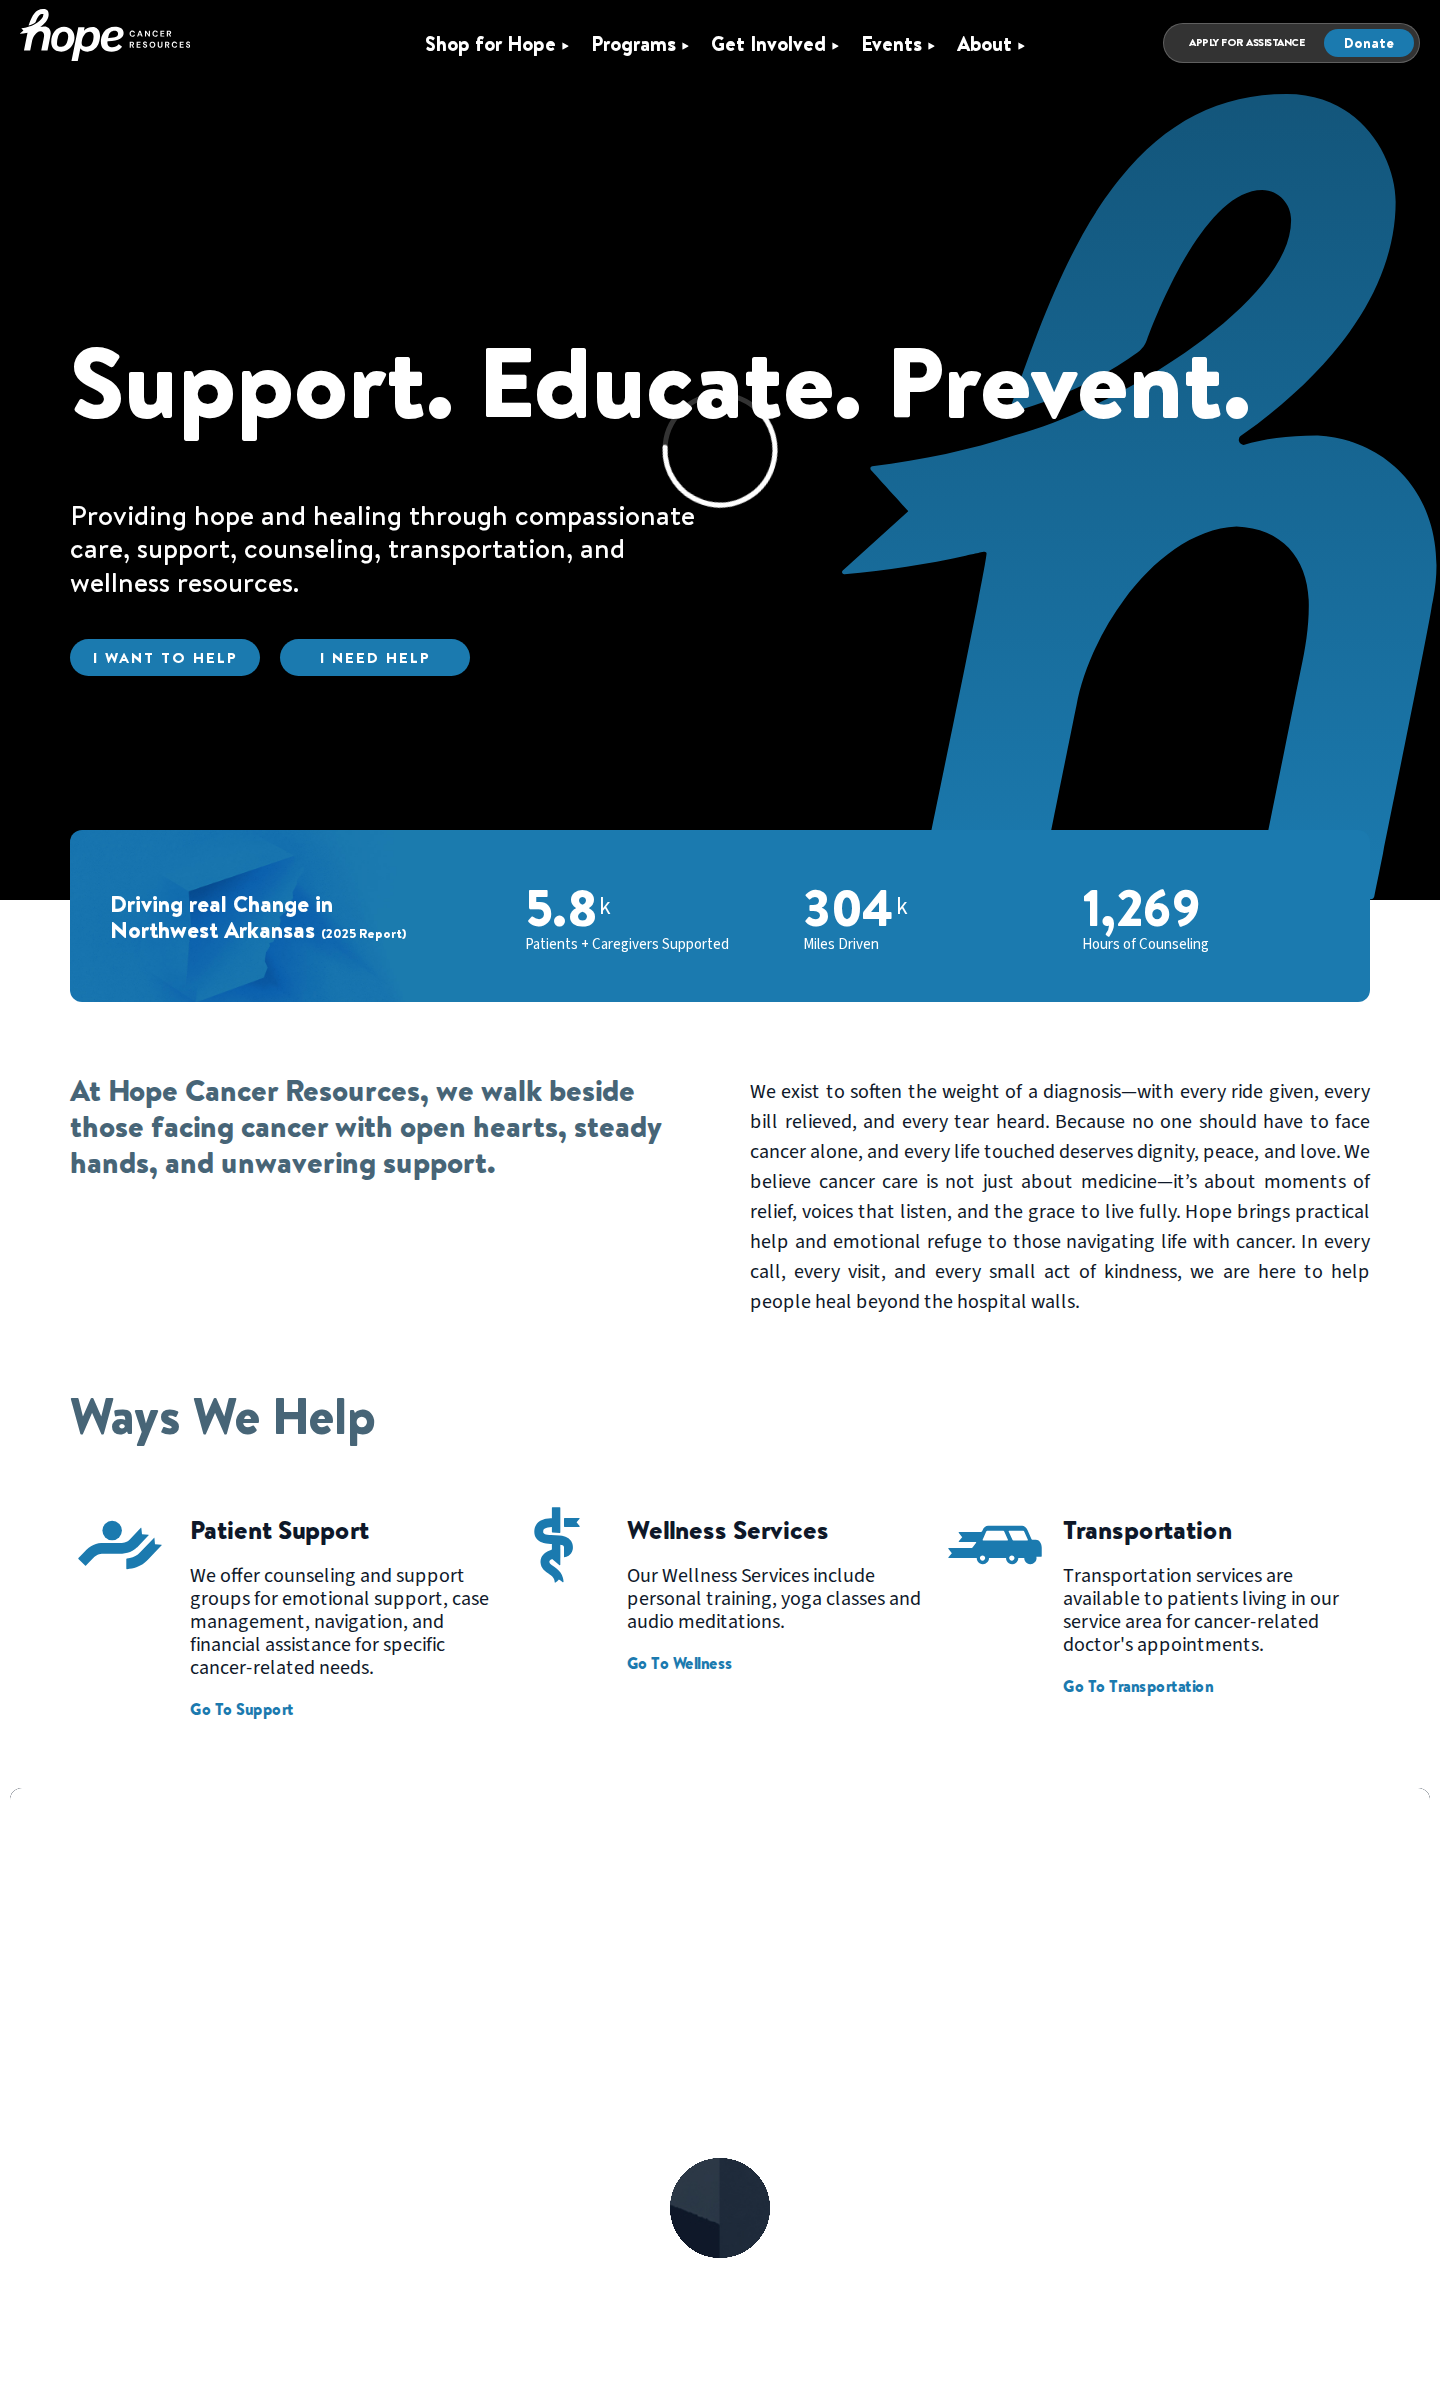 hope CANCER
RESOURCES
Shop for Hope Programs Get Involved Events About
APPLY FOR ASSISTANCE Donate
Support. Educate. Prevent.
Providing hope and healing through compassionate
care, support, counseling, transportation, and
wellness resources.
I WANT TO HELP I NEED HELP
Driving real Change in
Northwest Arkansas (2025 Report)
5.8 k
Patients + Caregivers Supported
304 k
Miles Driven
1,269
Hours of Counseling
At Hope Cancer Resources, we walk beside
those facing cancer with open hearts, steady
hands, and unwavering support.
We exist to soften the weight of a diagnosis—with every ride given, every
bill relieved, and every tear heard. Because no one should have to face
cancer alone, and every life touched deserves dignity, peace, and love. We
believe cancer care is not just about medicine—it’s about moments of
relief, voices that listen, and the grace to live fully. Hope brings practical
help and emotional refuge to those navigating life with cancer. In every
call, every visit, and every small act of kindness, we are here to help
people heal beyond the hospital walls.
Ways We Help
Patient Support
We offer counseling and support
groups for emotional support, case
management, navigation, and
financial assistance for specific
cancer-related needs.
Go To Support
Wellness Services
Our Wellness Services include
personal training, yoga classes and
audio meditations.
Go To Wellness
Transportation
Transportation services are
available to patients living in our
service area for cancer-related
doctor's appointments.
Go To Transportation